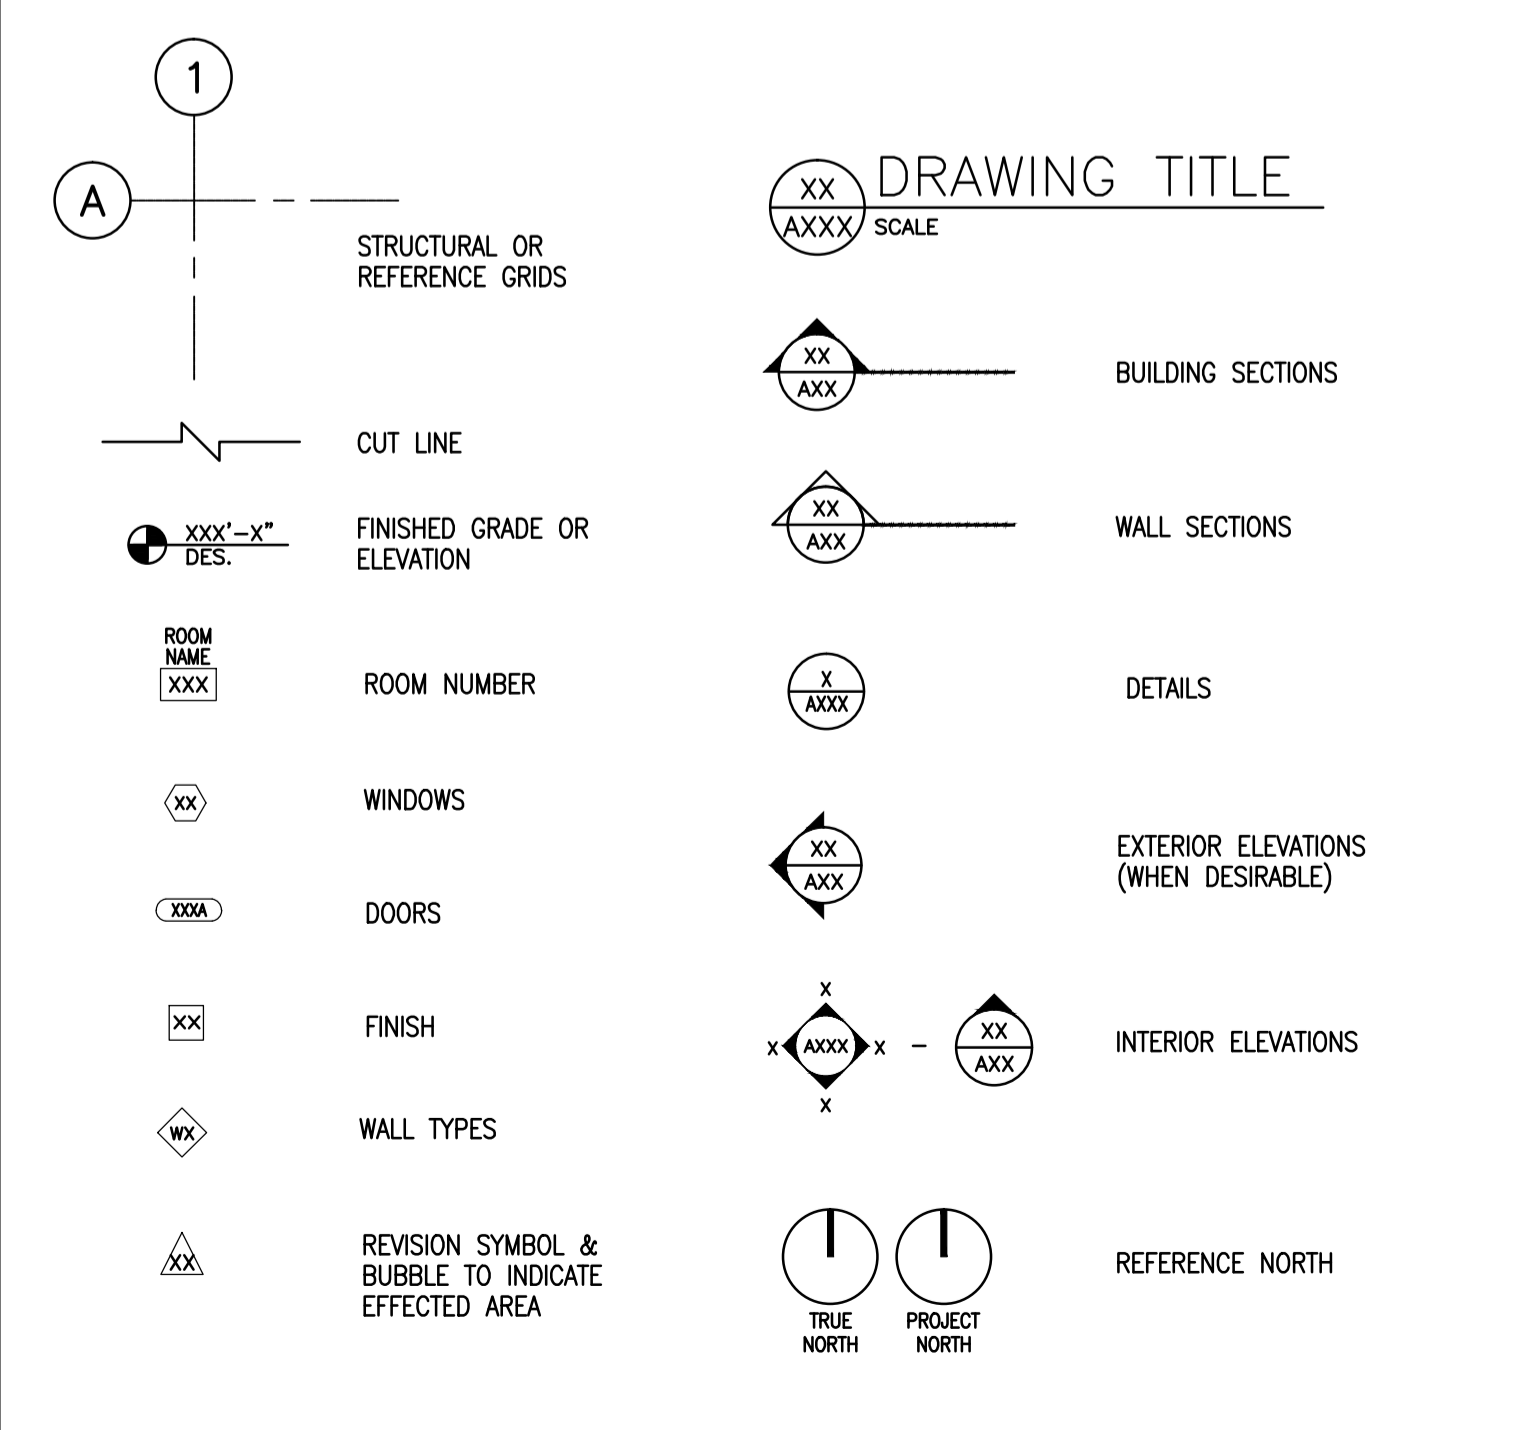 1
A
STRUCTURAL OR
REFERENCE GRIDS
CUT LINE
XXX'-X"
DES.
FINISHED GRADE OR
ELEVATION
ROOM
NAME
XXX
ROOM NUMBER
XX
WINDOWS
XXXA
DOORS
XX
FINISH
WX
WALL TYPES
XX
REVISION SYMBOL &
BUBBLE TO INDICATE
EFFECTED AREA
XX
AXXX
DRAWING TITLE
SCALE
XX
AXX
BUILDING SECTIONS
XX
AXX
WALL SECTIONS
X
AXXX
DETAILS
XX
AXX
EXTERIOR ELEVATIONS
(WHEN DESIRABLE)
X
X AXXX X -
X
XX
AXX
INTERIOR ELEVATIONS
TRUE
NORTH
PROJECT
NORTH
REFERENCE NORTH